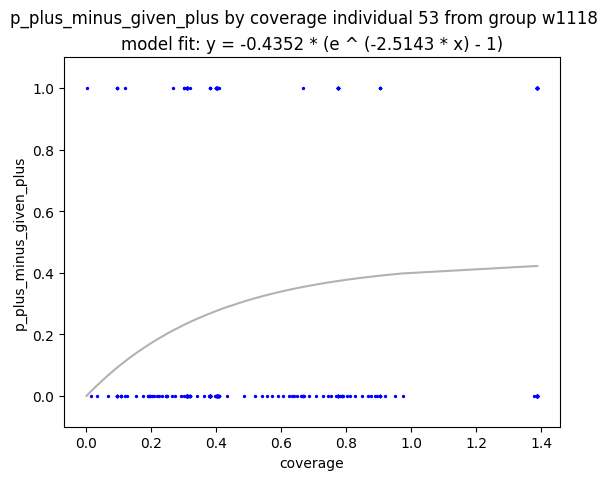 p_plus_minus_given_plus by coverage individual 53 from group w1118
model fit: y = -0.4352 * (e ^ (-2.5143 * x) - 1)
1.0
0.8
0.6
0.4
0.2
0.0
p_plus_minus_given_plus
0.0 0.2 0.4 0.6 0.8 1.0 1.2 1.4
coverage